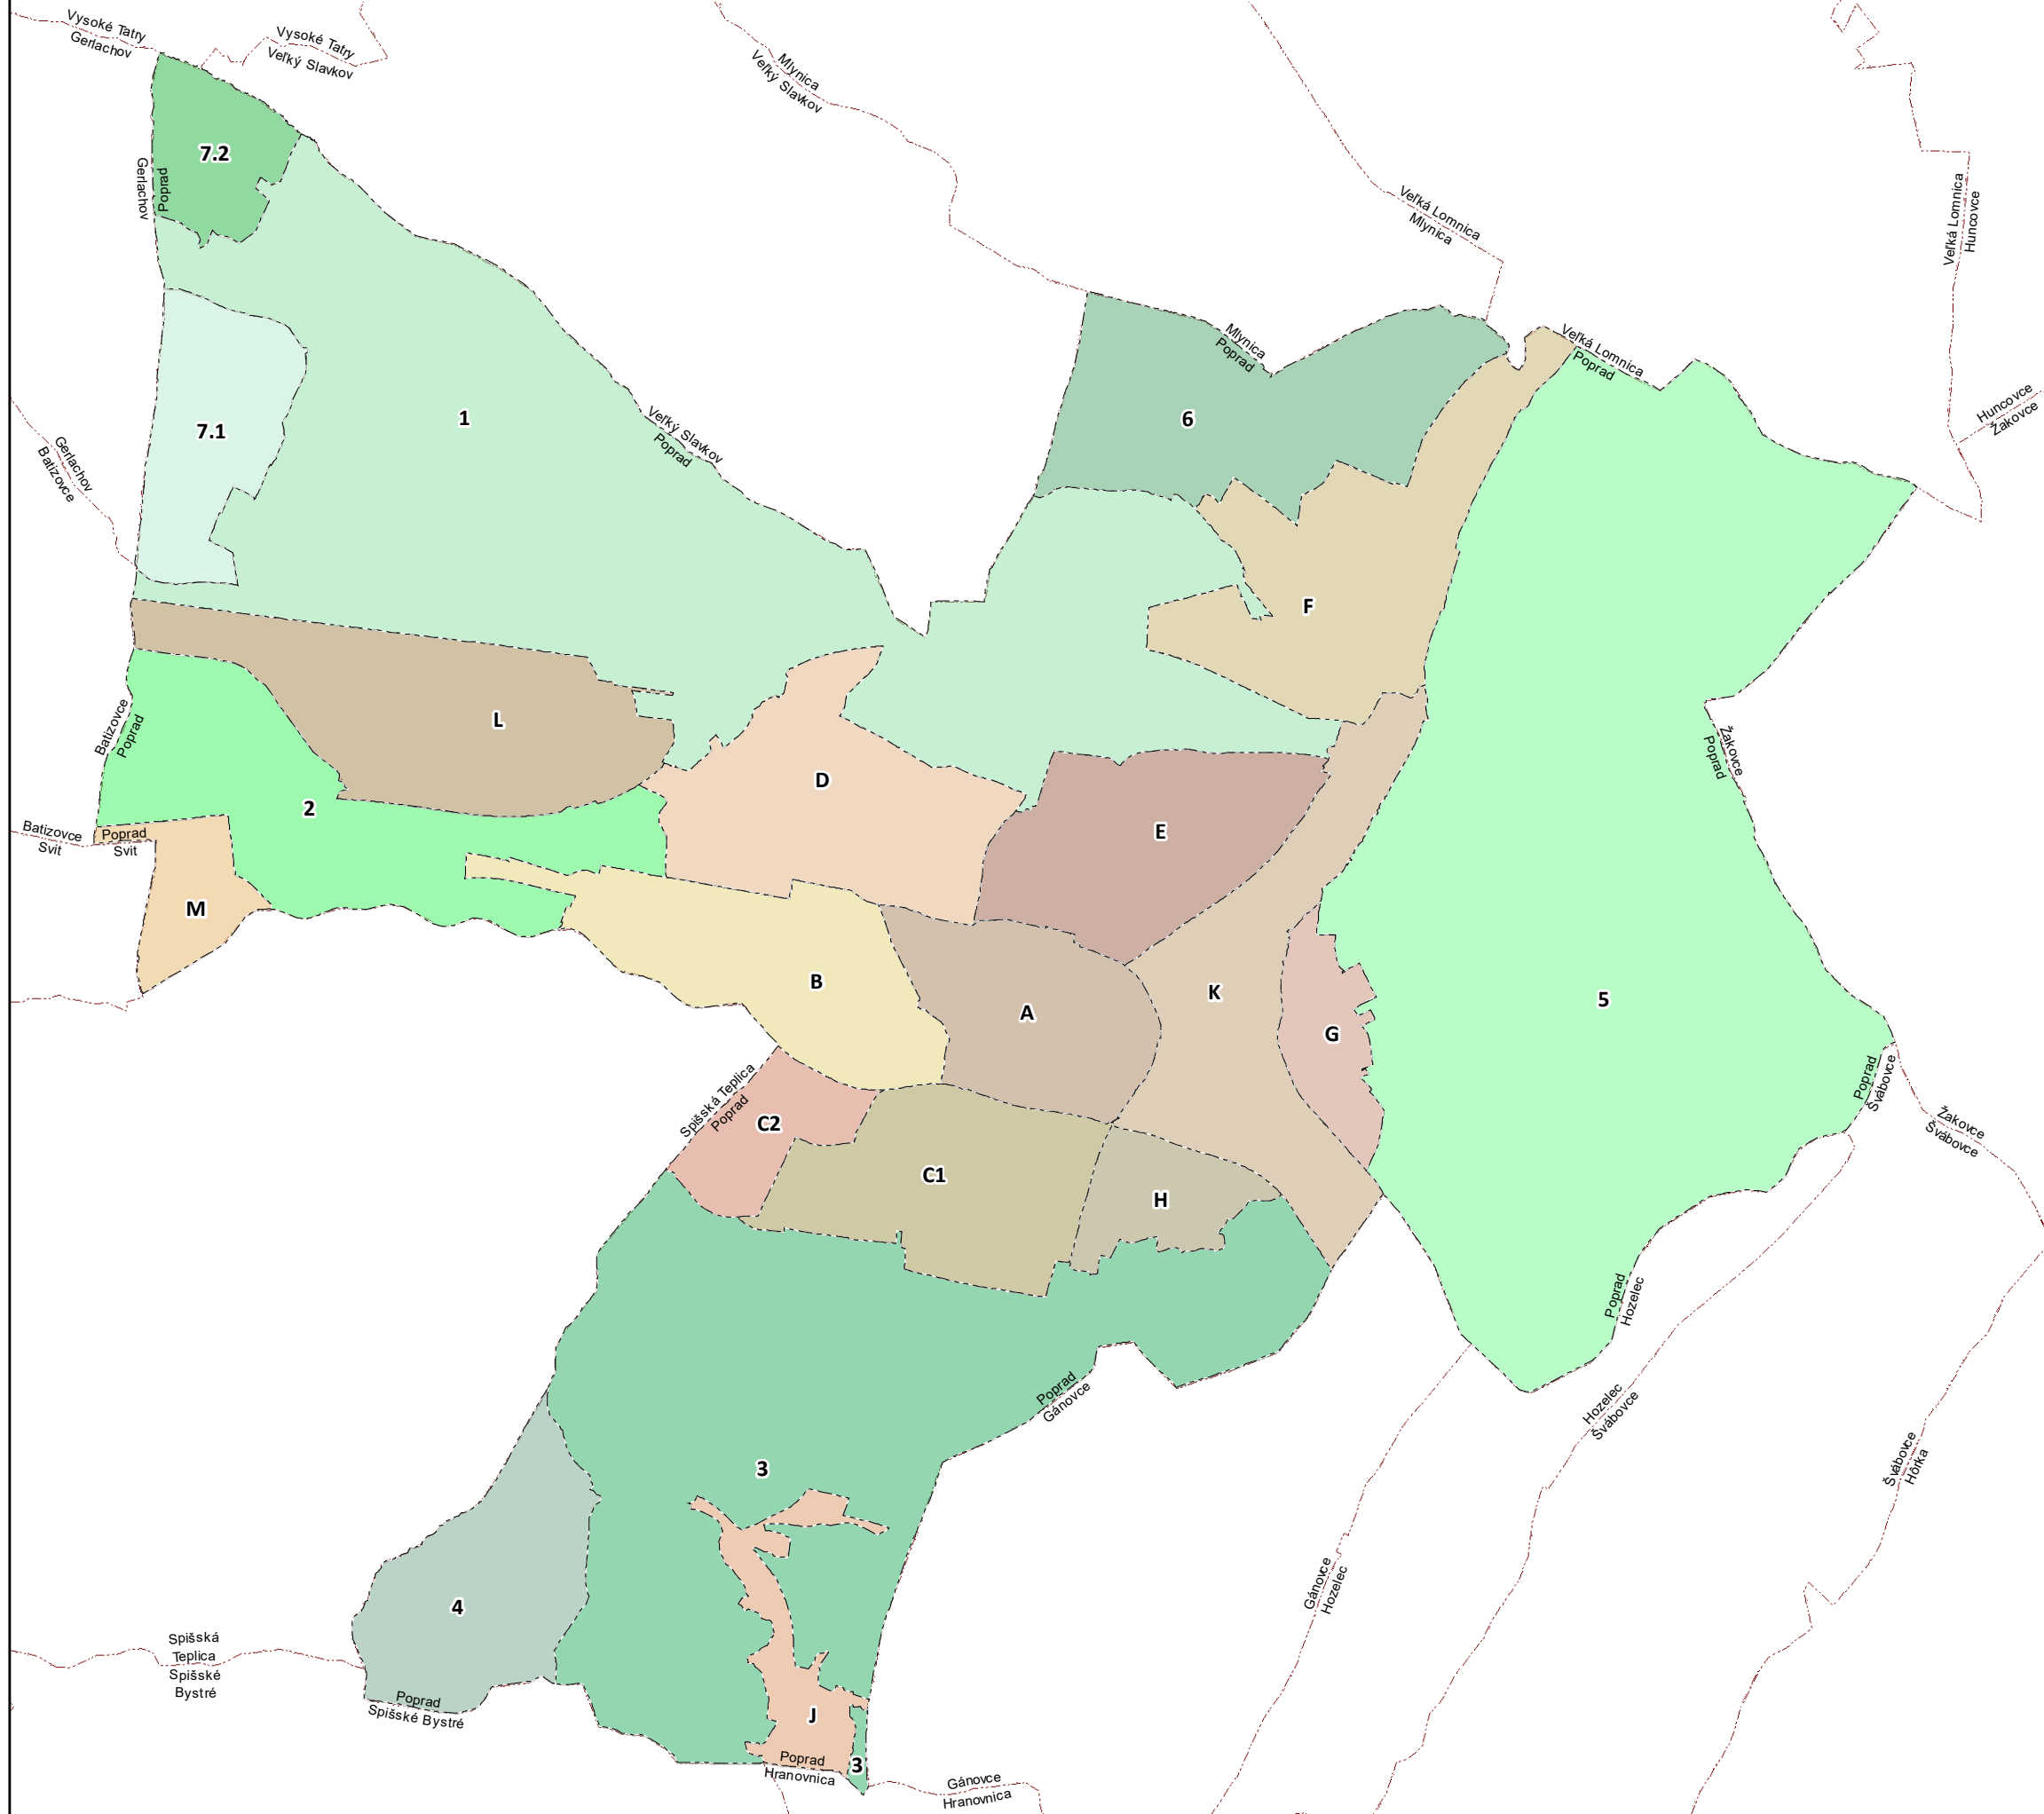 Vysoké Tatry
Gerlachov
Vysoké Tatry
Veľký Slavkov
Mlynica
Veľký Slavkov
7.2
Gerlachov
Poprad
Veľká Lomnica
Mlynica
Veľká Lomnica
Huncovce
Mlynica
Poprad
Veľká Lomnica
Poprad
Huncovce
Žakovce
7.1
1
6
Veľký Slavkov
Poprad
Gerlachov
Batizovce
F
L
Batizovce
Poprad
D
Žakovce
Poprad
2
E
Batizovce
Svit
Poprad
Svit
M
B
A
K
G
5
Spišská Teplica
Poprad
C2
Poprad
Švábovce
Žakovce
Švábovce
C1
H
Poprad
Hozelec
Poprad
Gánovce
Hozelec
Švábovce
Švábovce
Hôrka
3
Gánovce
Hozelec
4
Spišská
Teplica
Spišské
Bystré
Poprad
Spišské Bystré
J
3
Poprad
Hranovnica
Gánovce
Hranovnica